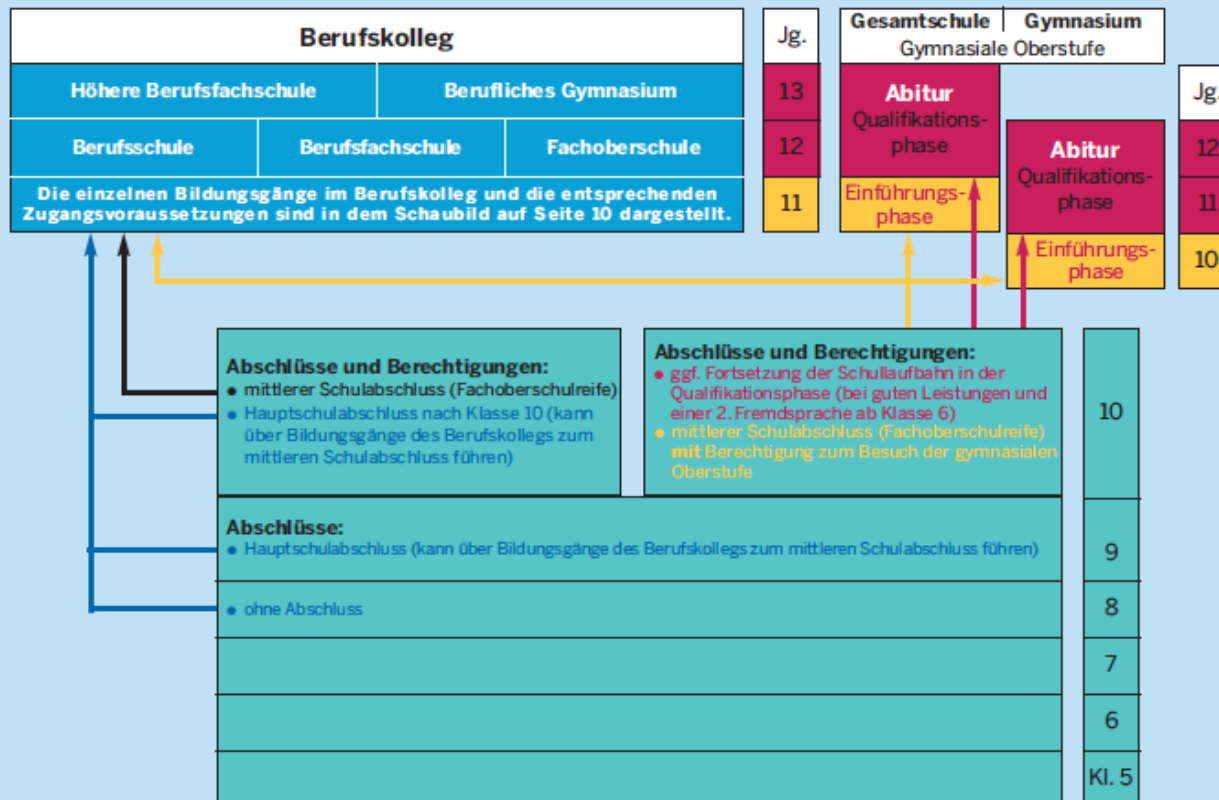 Berufskolleg
Jg.
Gesamtschule | Gymnasium
Gymnasiale Oberstufe
Höhere Berufsfachschule
Berufliches Gymnasium
13
Abitur
Qualifikations-
phase
Jg.
Berufsschule
Berufsfachschule
Fachoberschule
12
Abitur
Qualifikations-
phase
12
Die einzelnen Bildungsgänge im Berufskolleg und die entsprechenden
Zugangsvoraussetzungen sind in dem Schaubild auf Seite 10 dargestellt.
11
Einführungs-
phase
11
Einführungs-
phase
10
Abschlüsse und Berechtigungen:
• mittlerer Schulabschluss (Fachoberschulreife)
• Hauptschulabschluss nach Klasse 10 (kann
über Bildungsgänge des Berufskollegs zum
mittleren Schulabschluss führen)
Abschlüsse und Berechtigungen:
• ggf. Fortsetzung der Schullaufbahn in der
Qualifikationsphase (bei guten Leistungen und
einer 2. Fremdsprache ab Klasse 6)
• mittlerer Schulabschluss (Fachoberschulreife)
mit Berechtigung zum Besuch der gymnasialen
Oberstufe
10
Abschlüsse:
• Hauptschulabschluss (kann über Bildungsgänge des Berufskollegs zum mittleren Schulabschluss führen)
9
• ohne Abschluss
8
7
6
Kl. 5